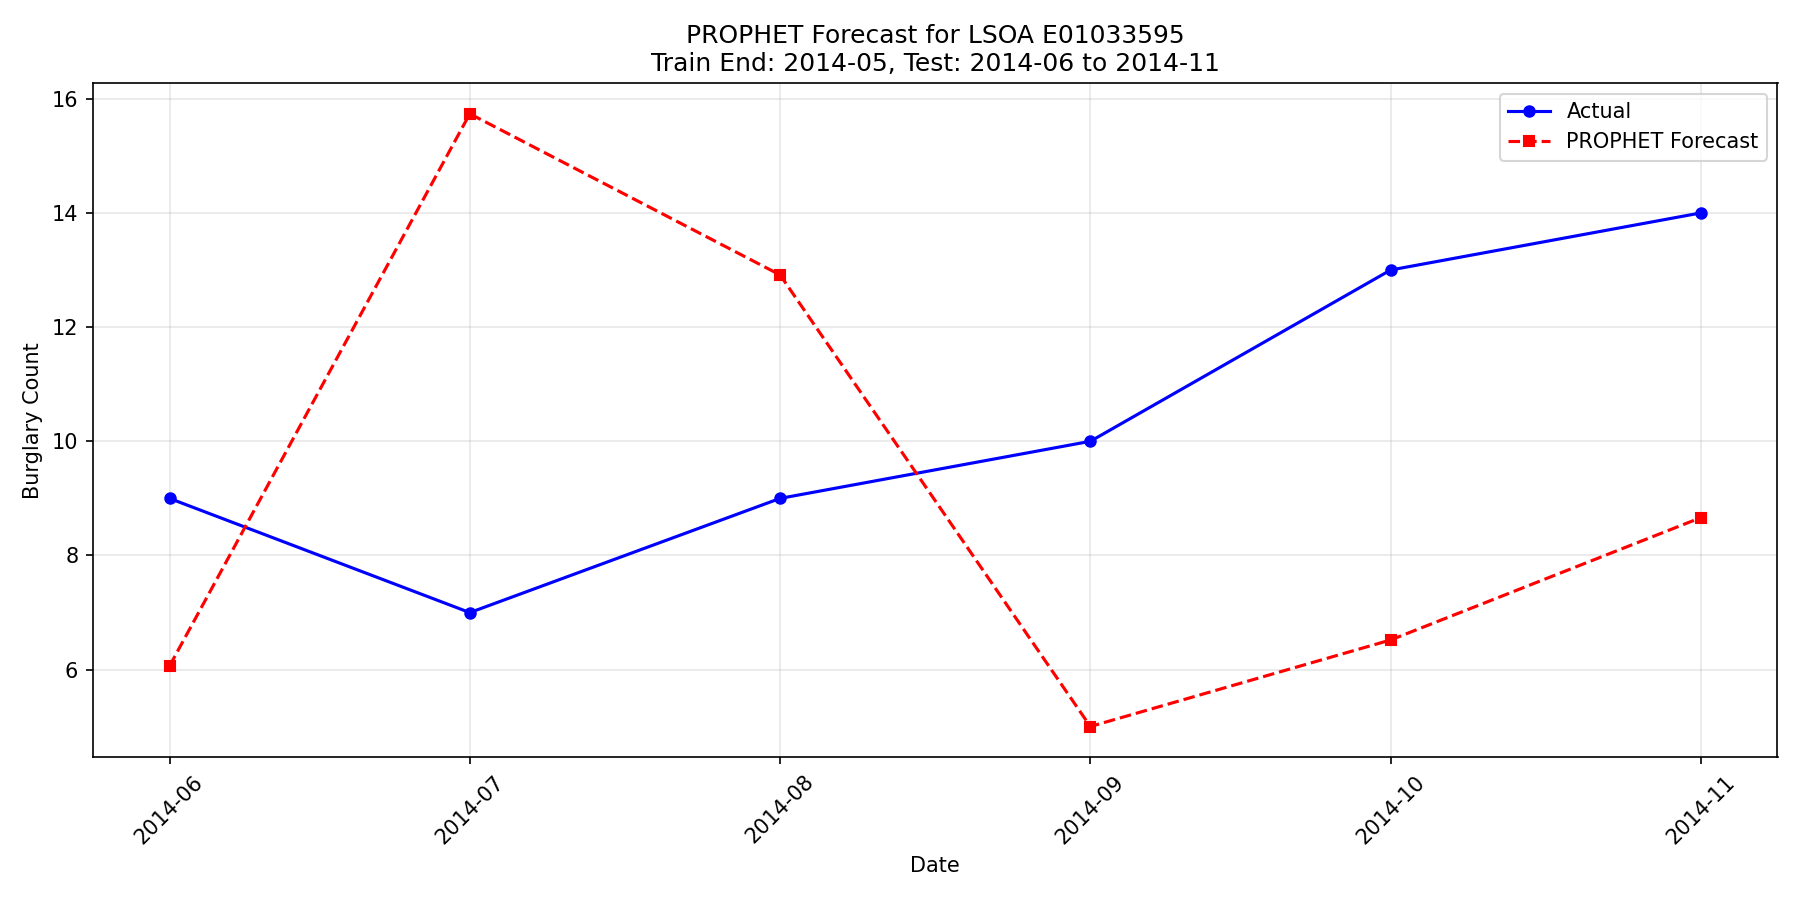 PROPHET Forecast for LSOA E01033595
Train End: 2014-05, Test: 2014-06 to 2014-11
Actual
PROPHET Forecast
Burglary Count
16
14
12
10
8
6
2014-06
2014-07
2014-08
2014-09
2014-10
2014-11
Date